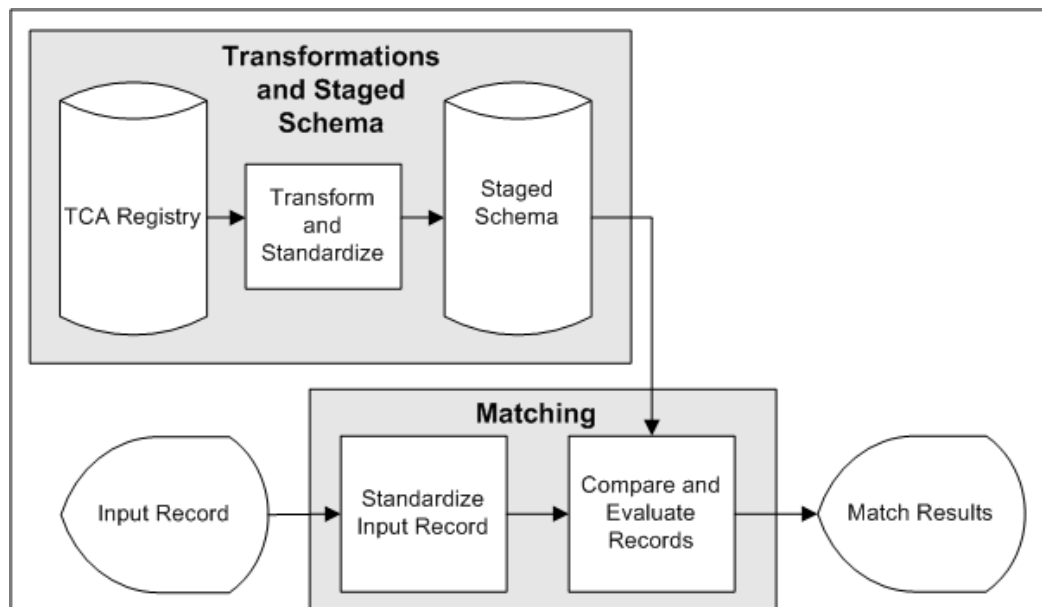 Transformations
and Staged
Schema
TCA Registry
Transform
and
Standardize
Staged
Schema
Matching
Input Record
Standardize
Input Record
Compare and
Evaluate
Records
Match Results